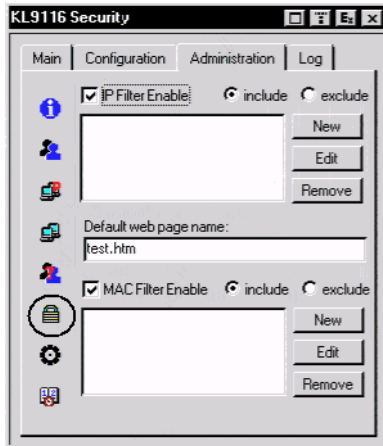 KL9116 Security
Main Configuration Administration Log
IP Filter Enable include exclude
New
Edit
Remove
Default web page name:
test.htm
MAC Filter Enable include exclude
New
Edit
Remove